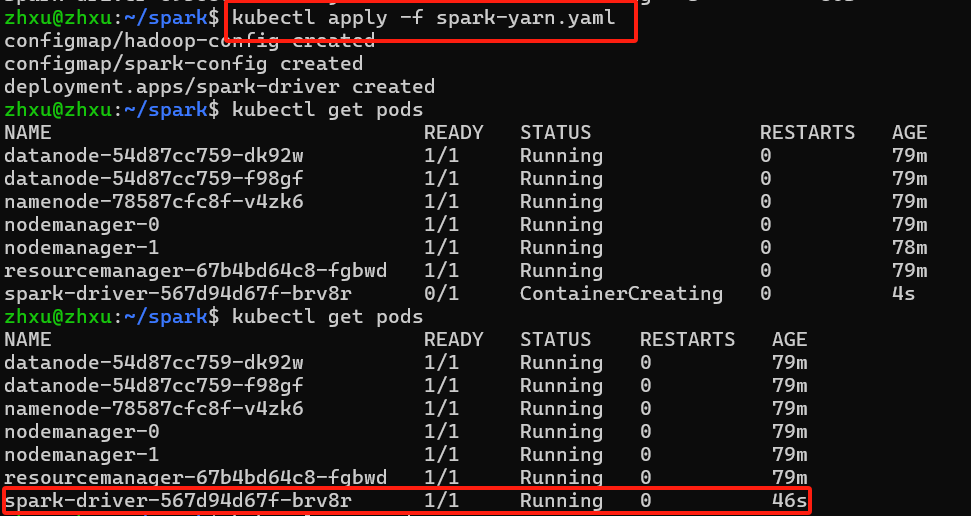 zhxu@zhxu:~/spark$ kubectl apply -f spark-yarn.yaml
configmap/hadoop-config created
configmap/spark-config created
deployment.apps/spark-driver created
zhxu@zhxu:~/spark$ kubectl get pods
NAME READY STATUS RESTARTS AGE
datanode-54d87cc759-dk92w 1/1 Running 0 79m
datanode-54d87cc759-f98gf 1/1 Running 0 79m
namenode-78587cfc8f-v4zk6 1/1 Running 0 79m
nodemanager-0 1/1 Running 0 79m
nodemanager-1 1/1 Running 0 78m
resourcemanager-67b4bd64c8-fgbwd 1/1 Running 0 79m
spark-driver-567d94d67f-brv8r 0/1 ContainerCreating 0 4s
zhxu@zhxu:~/spark$ kubectl get pods
NAME READY STATUS RESTARTS AGE
datanode-54d87cc759-dk92w 1/1 Running 0 79m
datanode-54d87cc759-f98gf 1/1 Running 0 79m
namenode-78587cfc8f-v4zk6 1/1 Running 0 79m
nodemanager-0 1/1 Running 0 79m
nodemanager-1 1/1 Running 0 79m
resourcemanager-67b4bd64c8-fgbwd 1/1 Running 0 79m
spark-driver-567d94d67f-brv8r 1/1 Running 0 46s